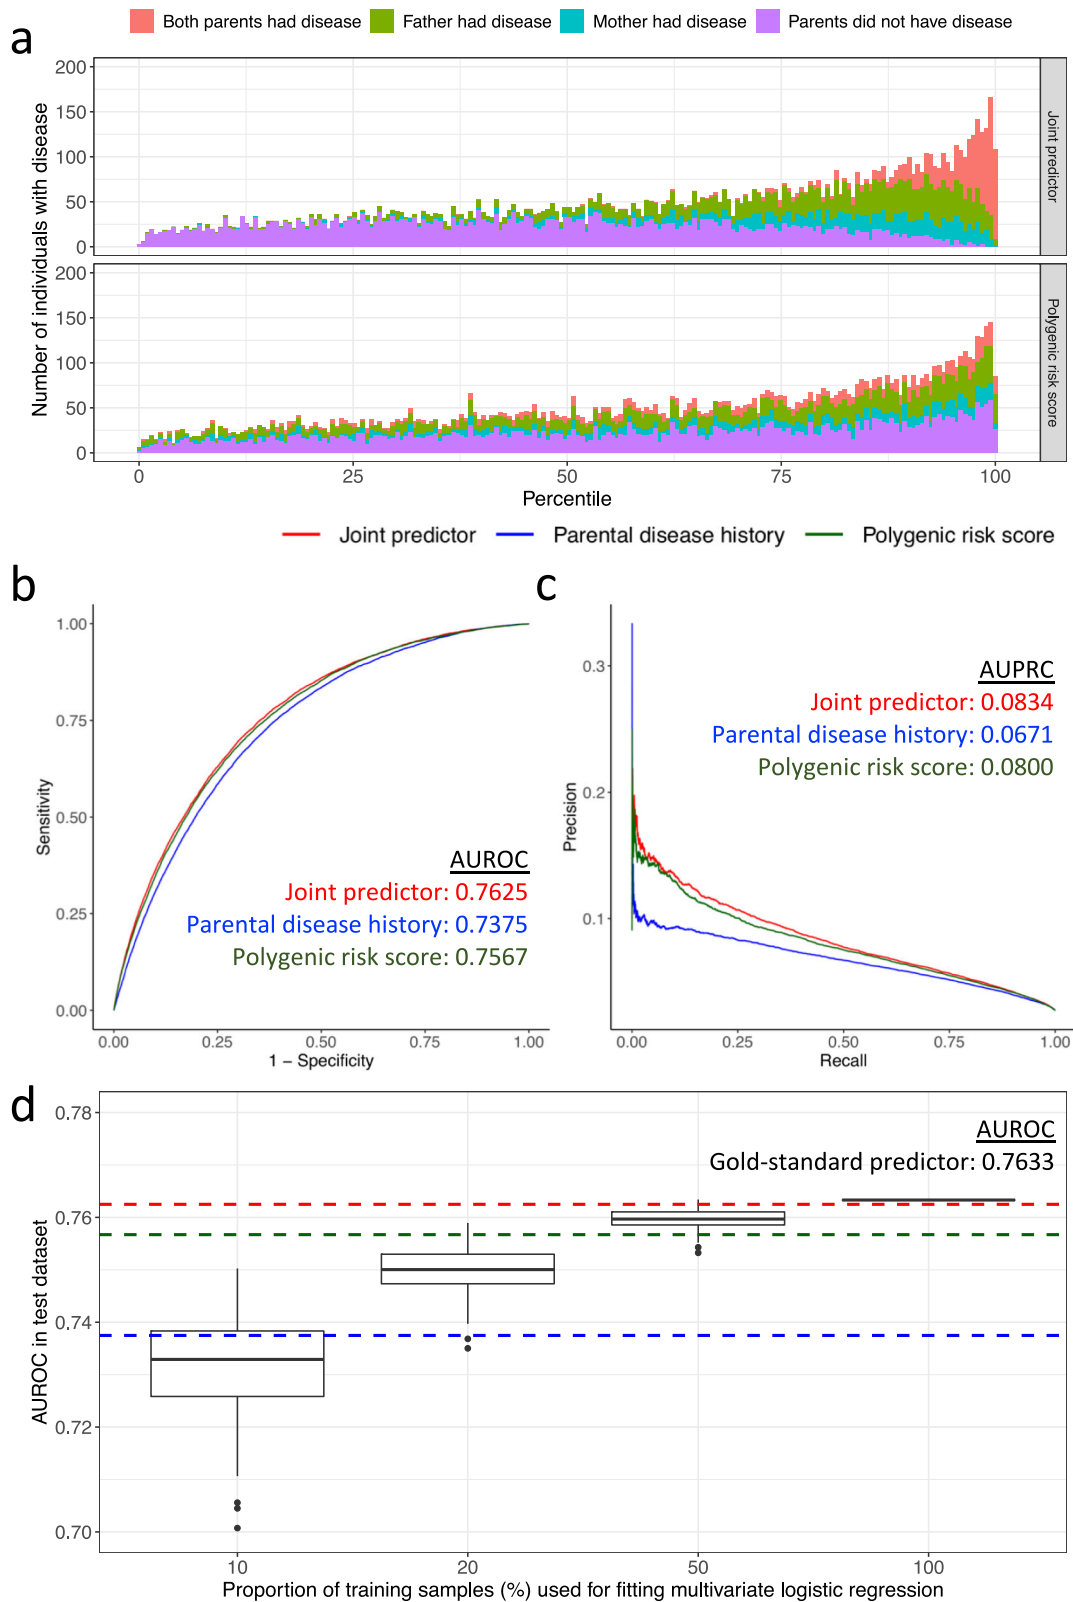 Both parents had disease Father had disease Mother had disease Parents did not have disease
a
200
150
100
50
0
Joint predictor
200
150
100
50
0
Polygenic risk score
Number of individuals with disease
0 25 50 75 100
Percentile
Joint predictor Parental disease history Polygenic risk score
b
1.00
0.75
0.50
0.25
0.00
Sensitivity
AUROC
Joint predictor: 0.7625
Parental disease history: 0.7375
Polygenic risk score: 0.7567
0.00 0.25 0.50 0.75 1.00
1 − Specificity
c
0.3
0.2
0.1
Precision
AUPRC
Joint predictor: 0.0834
Parental disease history: 0.0671
Polygenic risk score: 0.0800
0.00 0.25 0.50 0.75 1.00
Recall
d
0.78
0.76
0.74
0.72
0.70
AUROC in test dataset
AUROC
Gold-standard predictor: 0.7633
10 20 50 100
Proportion of training samples (%) used for fitting multivariate logistic regression